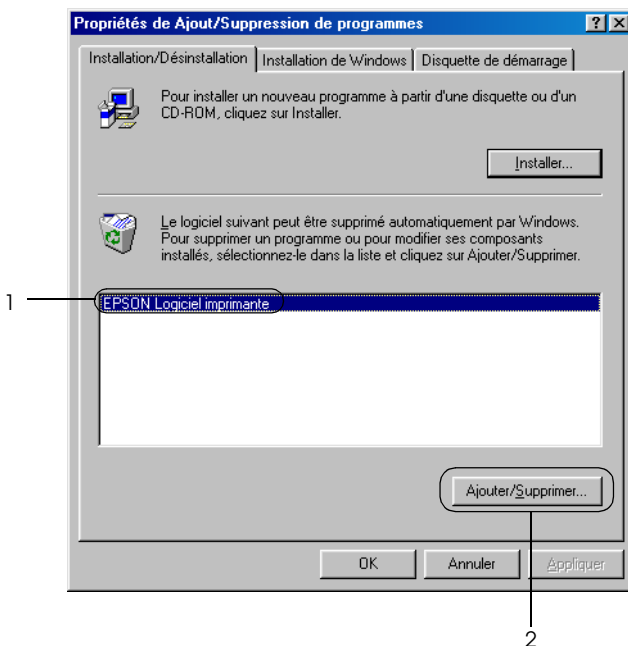 Propriétés de Ajout/Suppression de programmes
Installation/Désinstallation
Installation de Windows
Disquette de démarrage
Pour installer un nouveau programme à partir d'une disquette ou d'un
CD-ROM, cliquez sur Installer.
Installer...
Le logiciel suivant peut être supprimé automatiquement par Windows.
Pour supprimer un programme ou pour modifier ses composants
installés, sélectionnez-le dans la liste et cliquez sur Ajouter/Supprimer.
1
EPSON Logiciel imprimante
Ajouter/Supprimer...
OK
Annuler
Appliquer
2